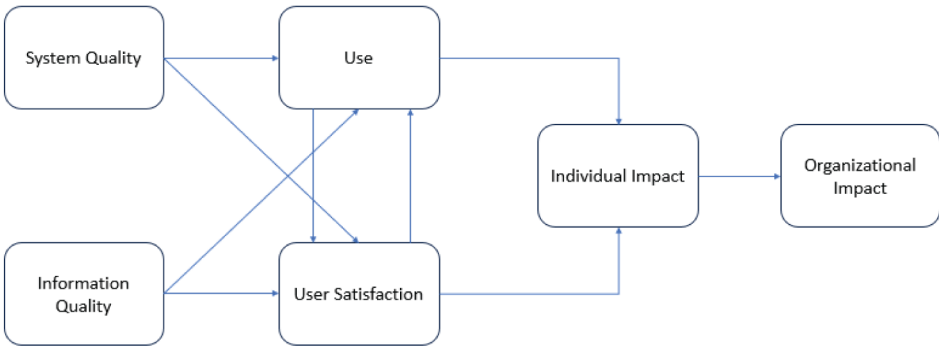 System Quality
Use
Individual Impact
Organizational
Impact
Information
Quality
User Satisfaction